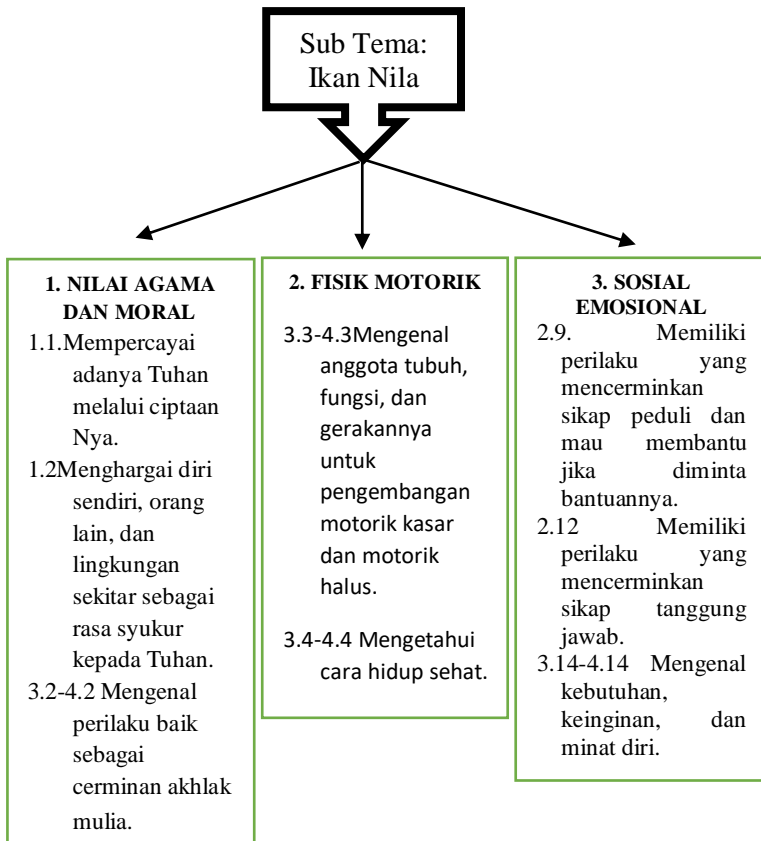 Sub Tema:
Ikan Nila
1. NILAI AGAMA
DAN MORAL
1.1.Mempercayai
adanya Tuhan
melalui ciptaan
Nya.
1.2Menghargai diri
sendiri, orang
lain, dan
lingkungan
sekitar sebagai
rasa syukur
kepada Tuhan.
3.2-4.2 Mengenal
perilaku baik
sebagai
cerminan akhlak
mulia.
2. FISIK MOTORIK
3.3-4.3Mengenal
anggota tubuh,
fungsi, dan
gerakannya
untuk
pengembangan
motorik kasar
dan motorik
halus.
3.4-4.4 Mengetahui
cara hidup sehat.
3. SOSIAL
EMOSIONAL
2.9. Memiliki
perilaku yang
mencerminkan
sikap peduli dan
mau membantu
jika diminta
bantuannya.
2.12 Memiliki
perilaku yang
mencerminkan
sikap tanggung
jawab.
3.14-4.14 Mengenal
kebutuhan,
keinginan, dan
minat diri.